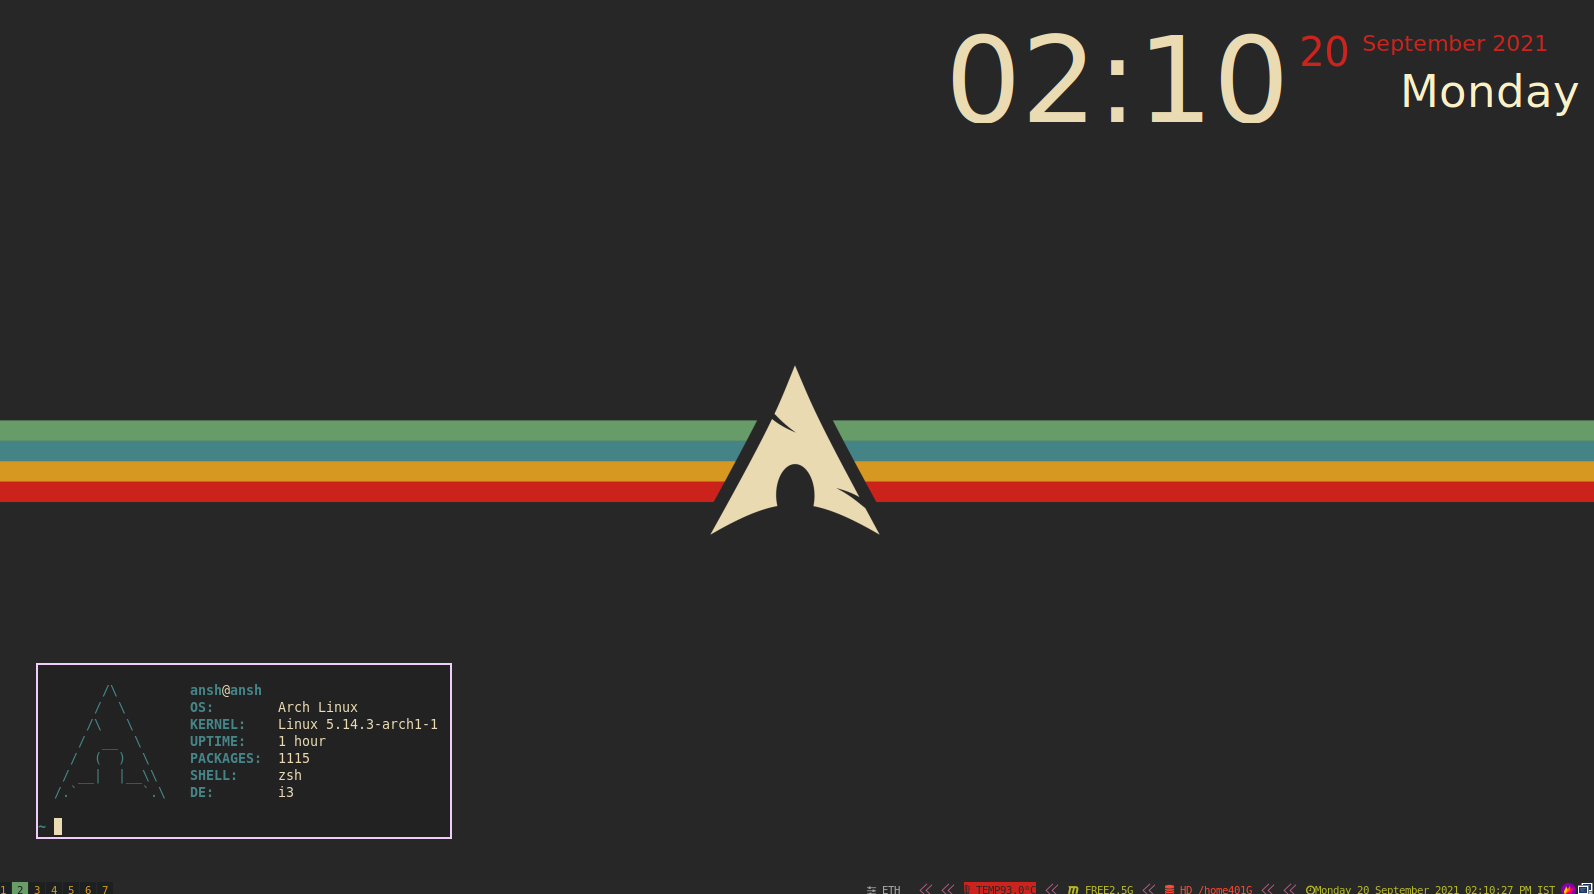 02:10 20 September 2021
Monday
ansh@ansh
OS: Arch Linux
KERNEL: Linux 5.14.3-arch1-1
UPTIME: 1 hour
PACKAGES: 1115
SHELL: zsh
DE: i3
~
1 2 3 4 5 6 7 ETH TEMP93.0°C FREE2.5G HD /home401G Monday 20 September 2021 02:10:27 PM IST